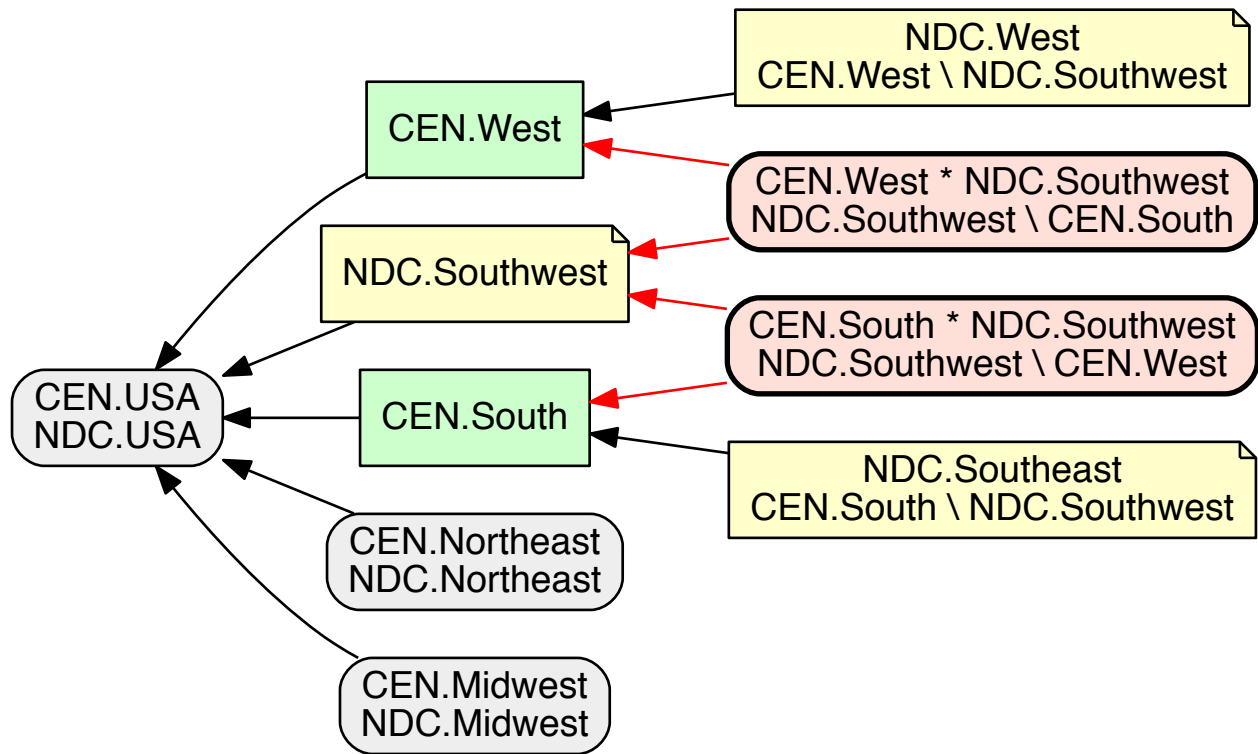 NDC.West
CEN.West \ NDC.Southwest
CEN.West
CEN.West * NDC.Southwest
NDC.Southwest \ CEN.South
NDC.Southwest
CEN.South * NDC.Southwest
NDC.Southwest \ CEN.West
CEN.USA
NDC.USA
CEN.South
NDC.Southeast
CEN.South \ NDC.Southwest
CEN.Northeast
NDC.Northeast
CEN.Midwest
NDC.Midwest